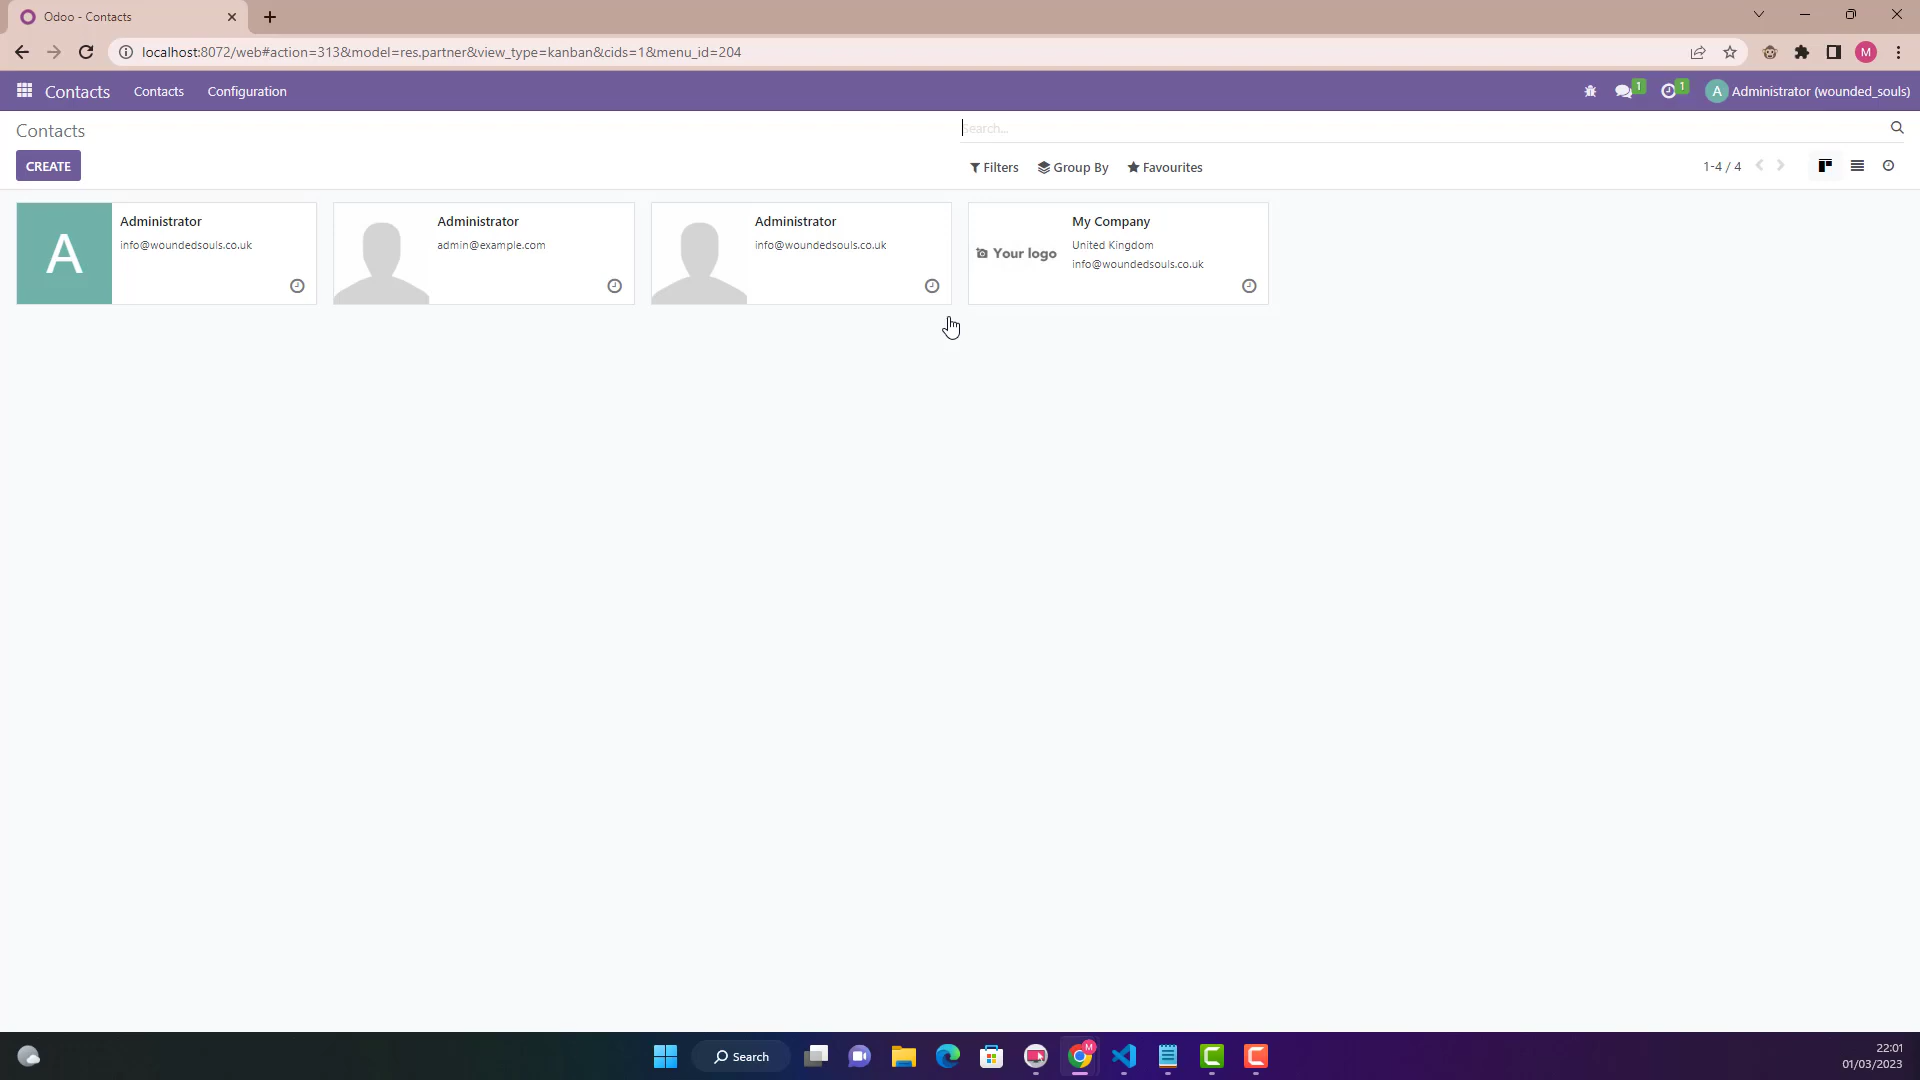 Odoo - Contacts
localhost:8072/web#action=313&model=res.partner&view_type=kanban&cids=1&menu_id=204
M
Contacts
Contacts
Configuration
1
1
A
Administrator (wounded_souls)
Contacts
Search...
CREATE
Filters
Group By
Favourites
1-4 / 4
A
Administrator
info@woundedsouls.co.uk
Administrator
admin@example.com
Administrator
info@woundedsouls.co.uk
Your logo
My Company
United Kingdom
info@woundedsouls.co.uk
Search
M
22:01
01/03/2023